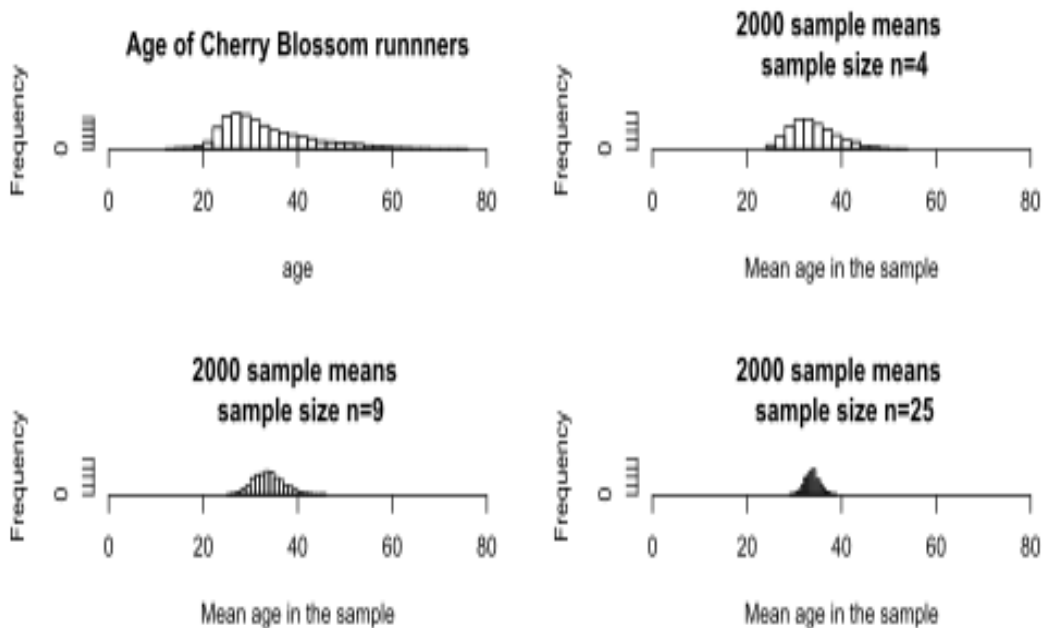 Age of Cherry Blossom runnners
Frequency
0
0 20 40 60 80
age
2000 sample means
sample size n=4
Frequency
0
0 20 40 60 80
Mean age in the sample
2000 sample means
sample size n=9
Frequency
0
0 20 40 60 80
Mean age in the sample
2000 sample means
sample size n=25
Frequency
0
0 20 40 60 80
Mean age in the sample